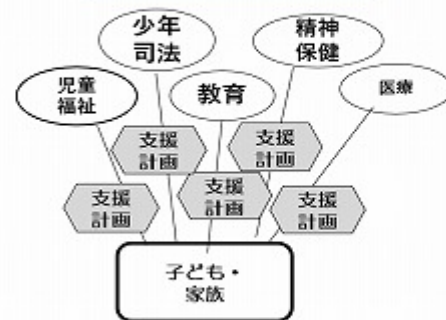 少年
司法
精神
保健
児童
福祉
教育
医療
支援
計画
支援
計画
支援
計画
支援
計画
支援
計画
子ども・
家族